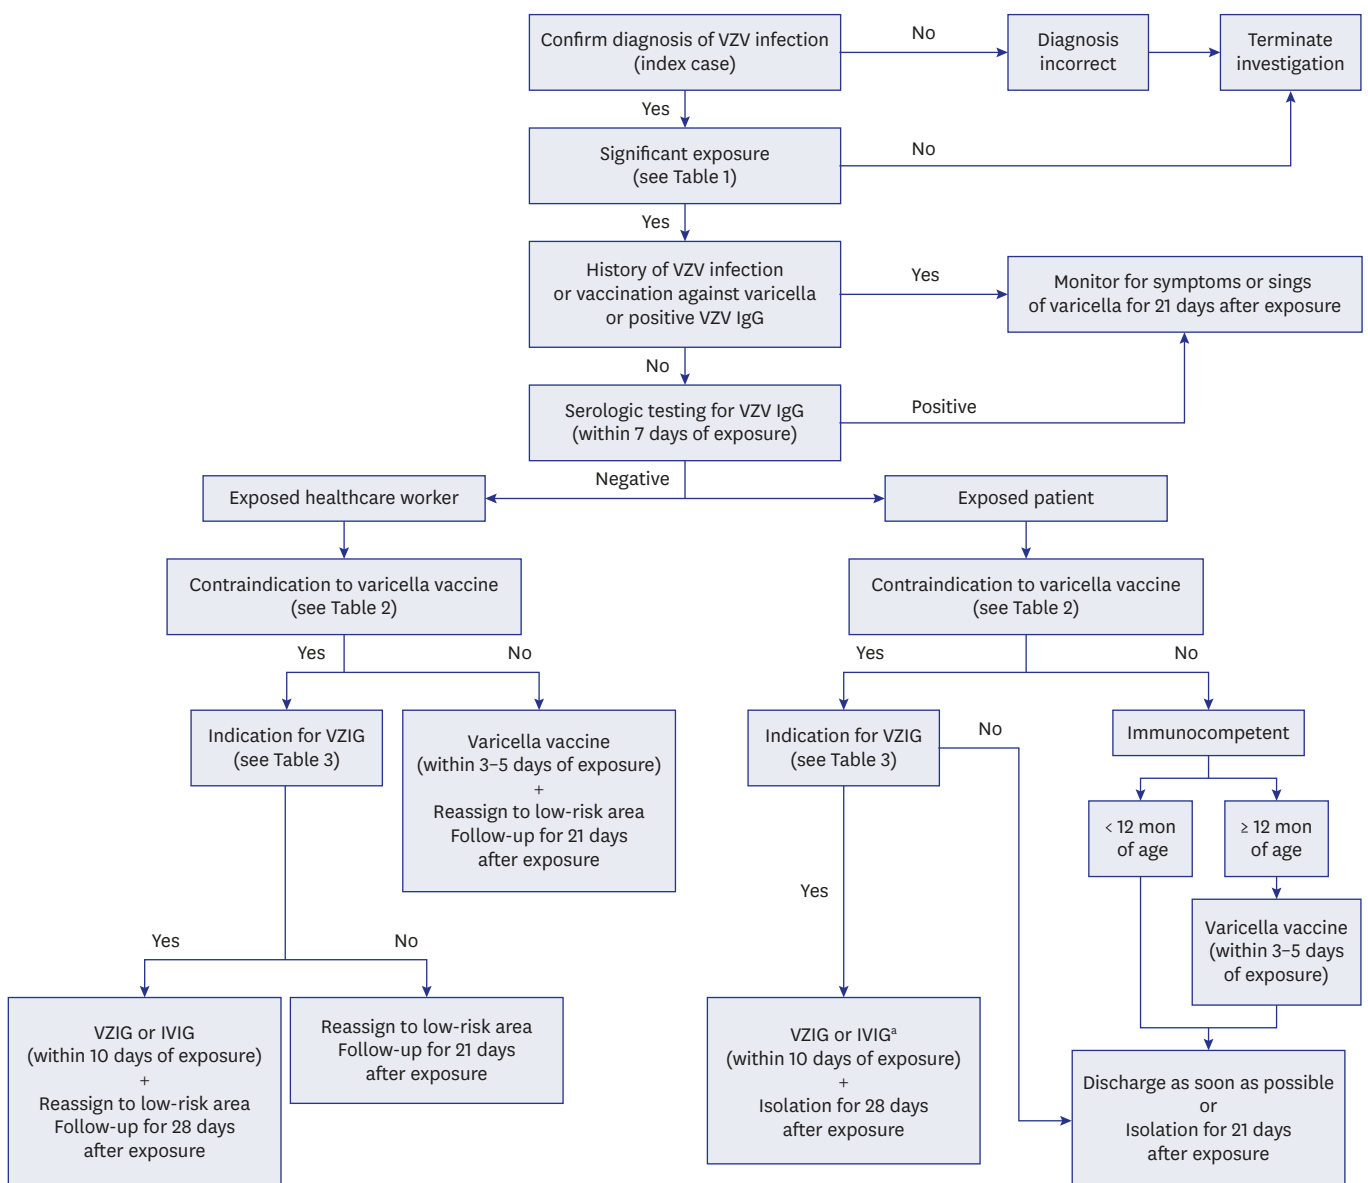 Confirm diagnosis of VZV infection
(index case)
No
Diagnosis
incorrect
Terminate
investigation
Yes
Significant exposure
(see Table 1)
No
Yes
History of VZV infection
or vaccination against varicella
or positive VZV IgG
Yes
Monitor for symptoms or sings
of varicella for 21 days after exposure
No
Serologic testing for VZV IgG
(within 7 days of exposure)
Positive
Negative
Exposed healthcare worker
Exposed patient
Contraindication to varicella vaccine
(see Table 2)
Contraindication to varicella vaccine
(see Table 2)
Yes
No
Yes
No
Indication for VZIG
(see Table 3)
Varicella vaccine
(within 3–5 days of exposure)
+
Reassign to low-risk area
Follow-up for 21 days
after exposure
Indication for VZIG
(see Table 3)
No
Immunocompetent
< 12 mon
of age
≥ 12 mon
of age
Yes
Varicella vaccine
(within 3–5 days
of exposure)
Yes
No
VZIG or IVIG
(within 10 days of exposure)
+
Reassign to low-risk area
Follow-up for 28 days
after exposure
Reassign to low-risk area
Follow-up for 21 days
after exposure
VZIG or IVIGᵃ
(within 10 days of exposure)
+
Isolation for 28 days
after exposure
Discharge as soon as possible
or
Isolation for 21 days
after exposure